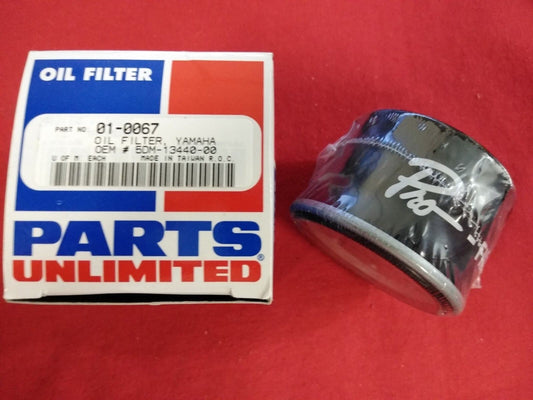 OIL FILTER
PART NO. 01-0067
OIL FILTER, YAMAHA
OEM # 5DM-13440-00
U OF M EACH MADE IN TAIWAN R.O.C.
PARTS
UNLIMITED®
Pro